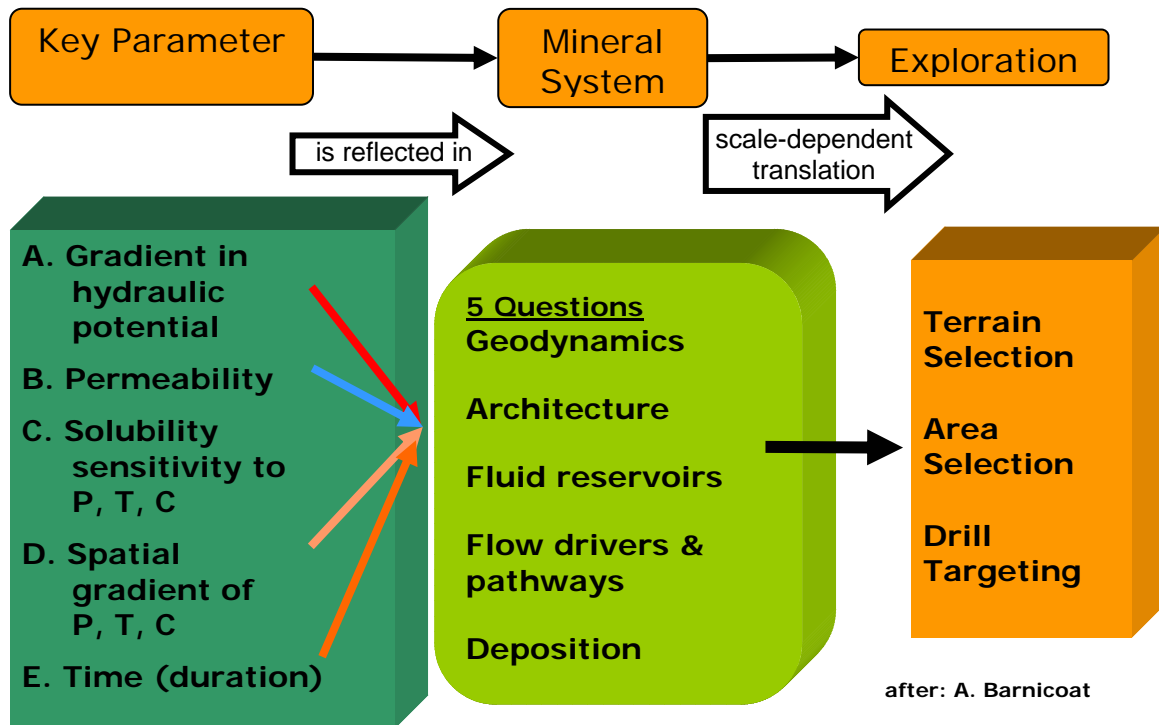 Key Parameter
Mineral
System
Exploration
is reflected in
scale-dependent
translation
A. Gradient in
hydraulic
potential
B. Permeability
C. Solubility
sensitivity to
P, T, C
D. Spatial
gradient of
P, T, C
E. Time (duration)
5 Questions
Geodynamics
Architecture
Fluid reservoirs
Flow drivers &
pathways
Deposition
Terrain
Selection
Area
Selection
Drill
Targeting
after: A. Barnicoat